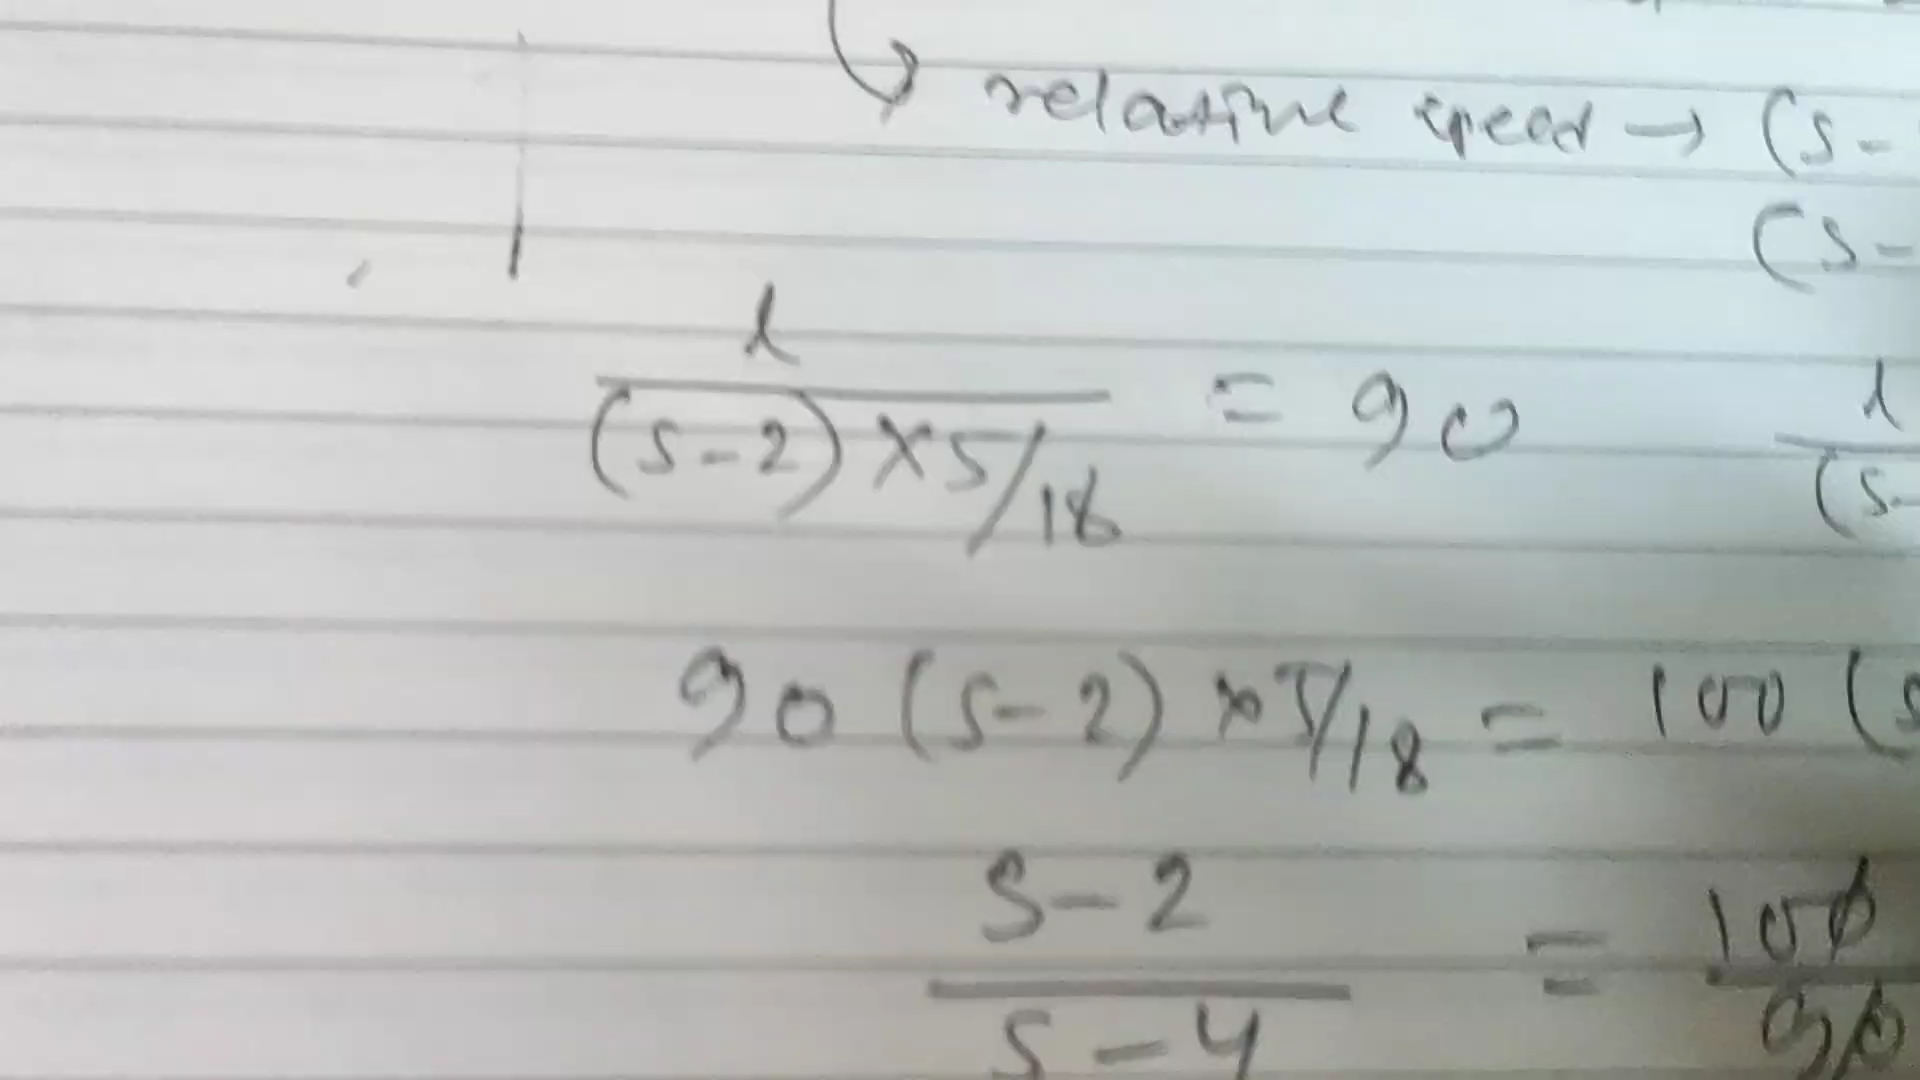 relative speed → (s-
(s-
l
(s-2) x 5/18 = 90 l
(s-
90 (s-2) x 5/18 = 100 (s
s-2
s-4 = 100
90